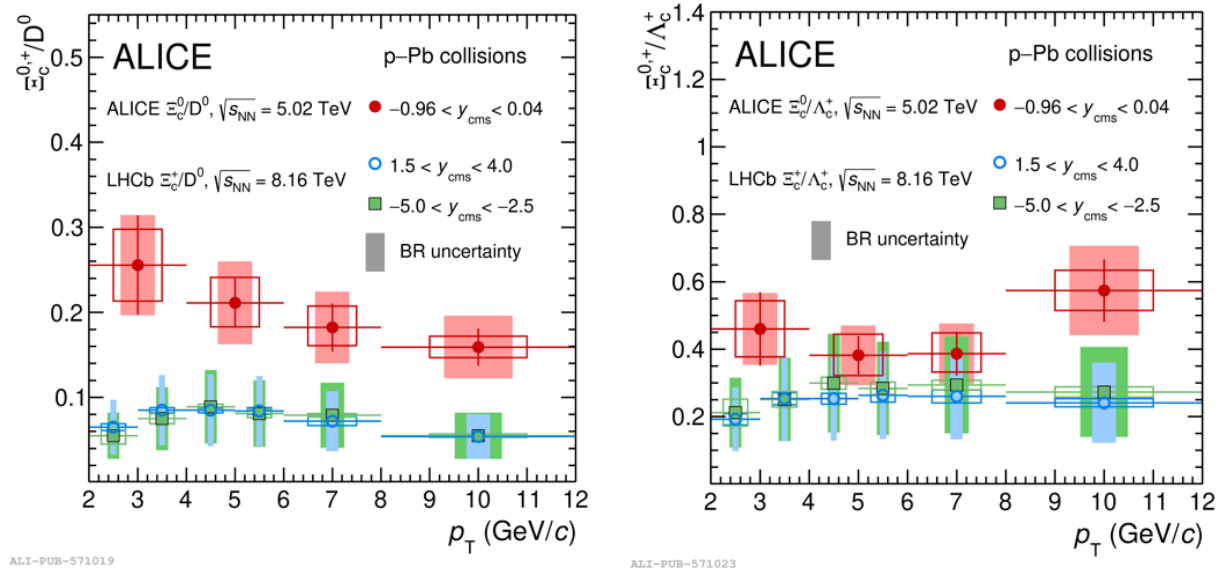 Ξc0,+/D0
ALICE
p−Pb collisions
ALICE Ξc0/D0, √sNN = 5.02 TeV
−0.96 < ycms < 0.04
LHCb Ξc+/D0, √sNN = 8.16 TeV
1.5 < ycms < 4.0
−5.0 < ycms < −2.5
BR uncertainty
0.5
0.4
0.3
0.2
0.1
2 3 4 5 6 7 8 9 10 11 12
pT (GeV/c)
ALI-PUB-571019
Ξc0,+/Λc+
ALICE
p−Pb collisions
ALICE Ξc0/Λc+, √sNN = 5.02 TeV
−0.96 < ycms < 0.04
LHCb Ξc+/Λc+, √sNN = 8.16 TeV
1.5 < ycms < 4.0
−5.0 < ycms < −2.5
BR uncertainty
1.4
1.2
1
0.8
0.6
0.4
0.2
2 3 4 5 6 7 8 9 10 11 12
pT (GeV/c)
ALI-PUB-571023